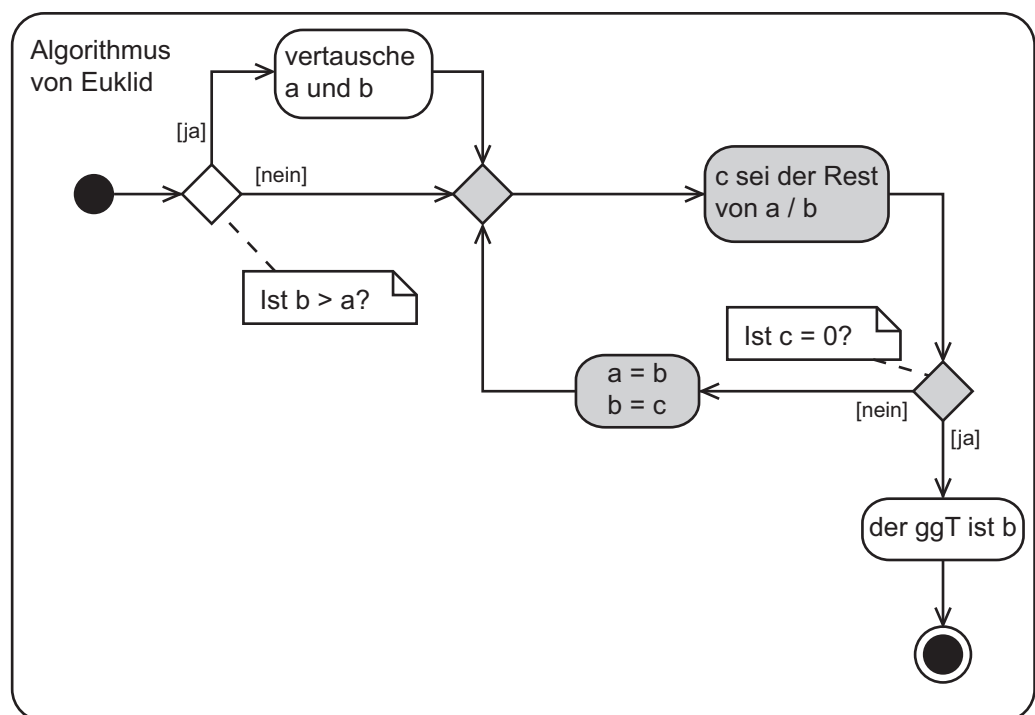 Algorithmus
von Euklid
vertausche
a und b
[ja]
[nein]
c sei der Rest
von a / b
Ist b > a?
Ist c = 0?
a = b
b = c
[nein]
[ja]
der ggT ist b